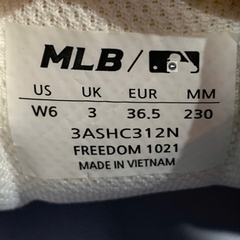 MLB /
US UK EUR MM
W6 3 36.5 230
3ASHC312N
FREEDOM 1021
MADE IN VIETNAM